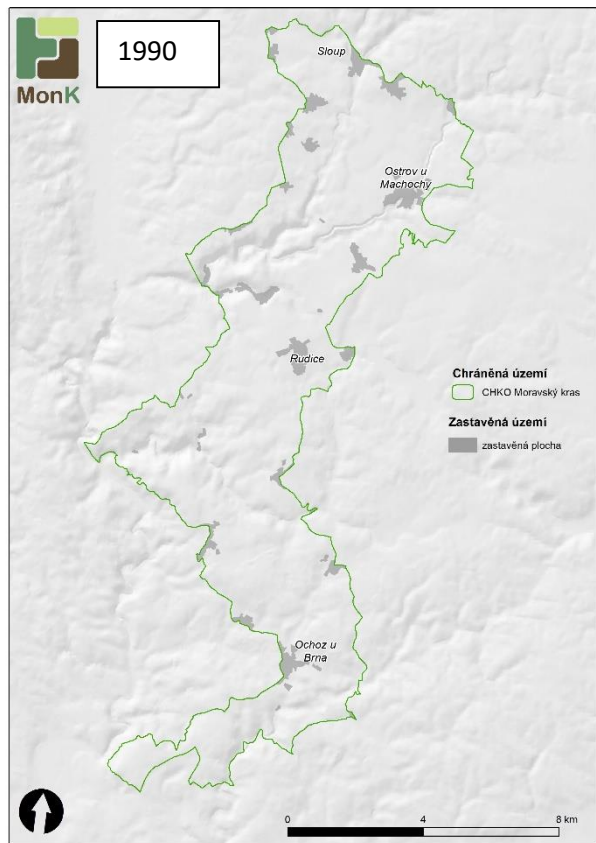 MonK
1990
Sloup
Ostrov u
Machochy
Rudice
Chráněná území
CHKO Moravský kras
Zastavěná území
zastavěná plocha
Ochoz u
Brna
0 4 8 km